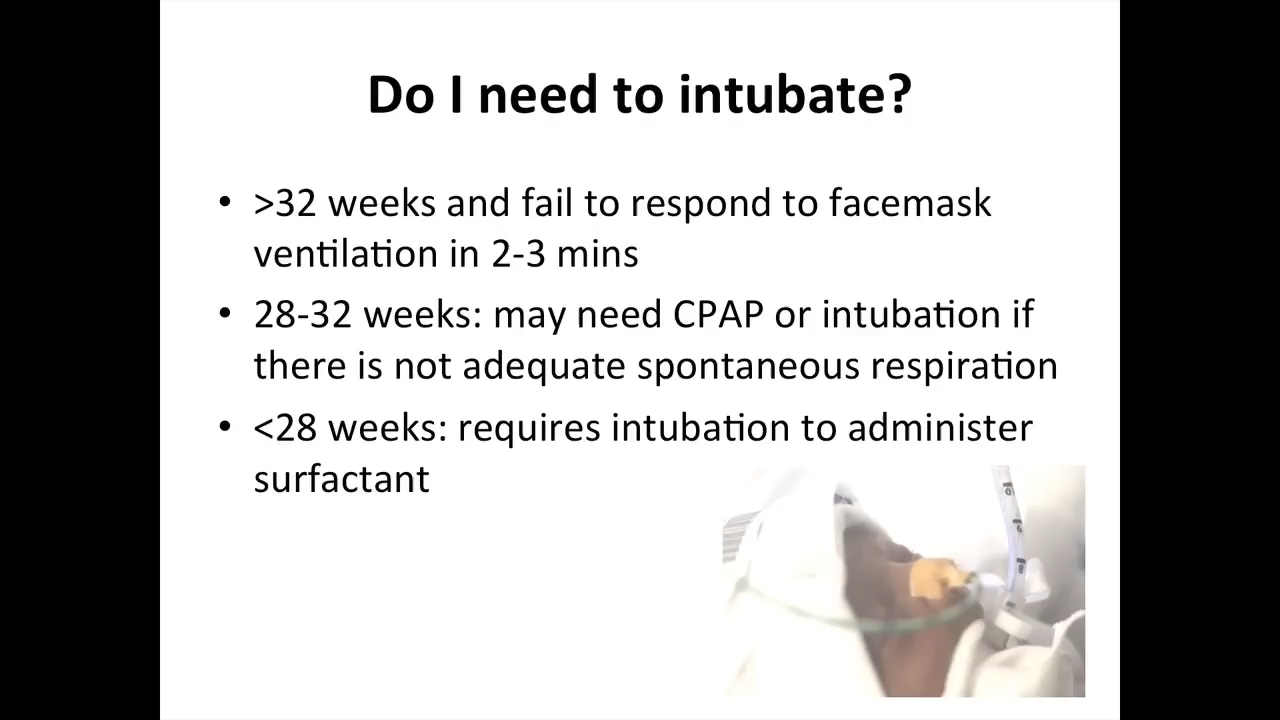 Do I need to intubate?
• >32 weeks and fail to respond to facemask
ventilation in 2-3 mins
• 28-32 weeks: may need CPAP or intubation if
there is not adequate spontaneous respiration
• <28 weeks: requires intubation to administer
surfactant